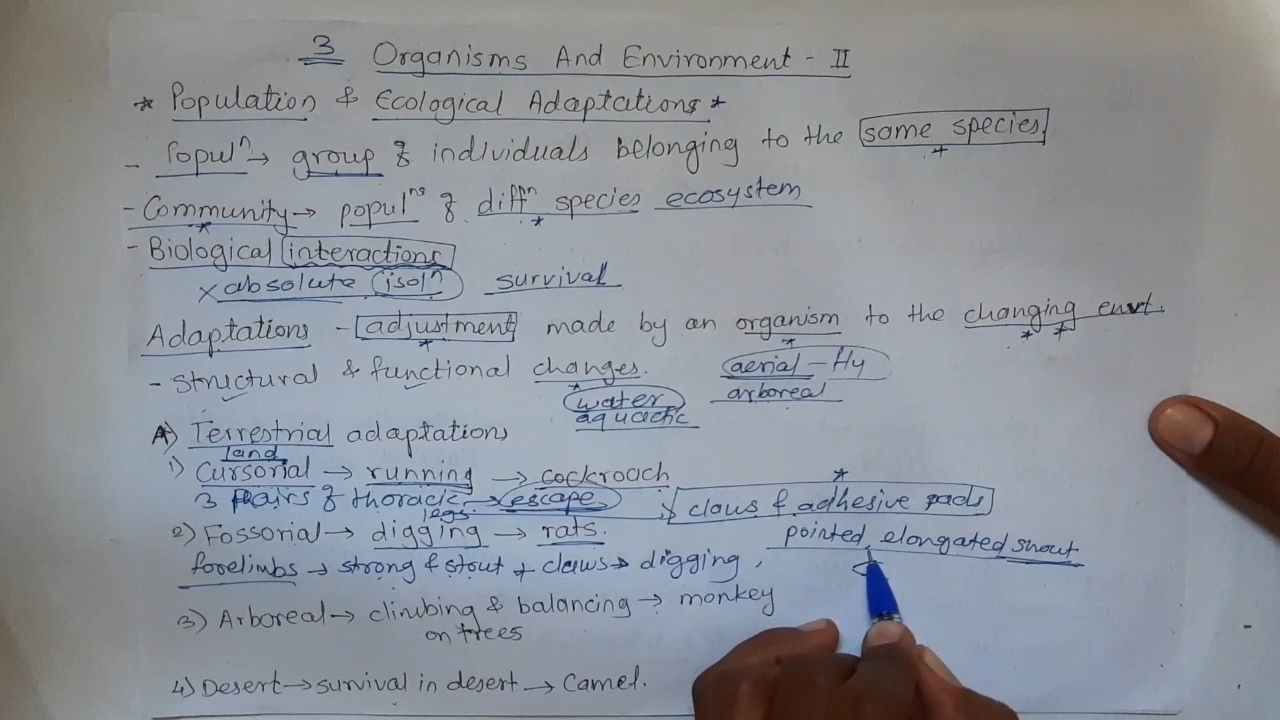 3 Organisms And Environment - II
* Population & Ecological Adaptations *
- Populⁿ → group of individuals belonging to the same species
- Community → populⁿˢ of diffⁿ species ecosystem
- Biological interactions
x absolute isolⁿ survival
Adaptations - adjustment made by an organism to the changing envt.
- Structural & functional changes. aerial - fly
water arboreal
aquactic
A) Terrestrial adaptations
land
1) Cursorial → running → cockroach
3 pairs of thoracic legs → escape x claws & adhesive pads
2) Fossorial → digging → rats. pointed, elongated snout
forelimbs → strong & stout + claws → digging,
3) Arboreal → climbing & balancing → monkey
on trees
4) Desert → survival in desert → Camel.